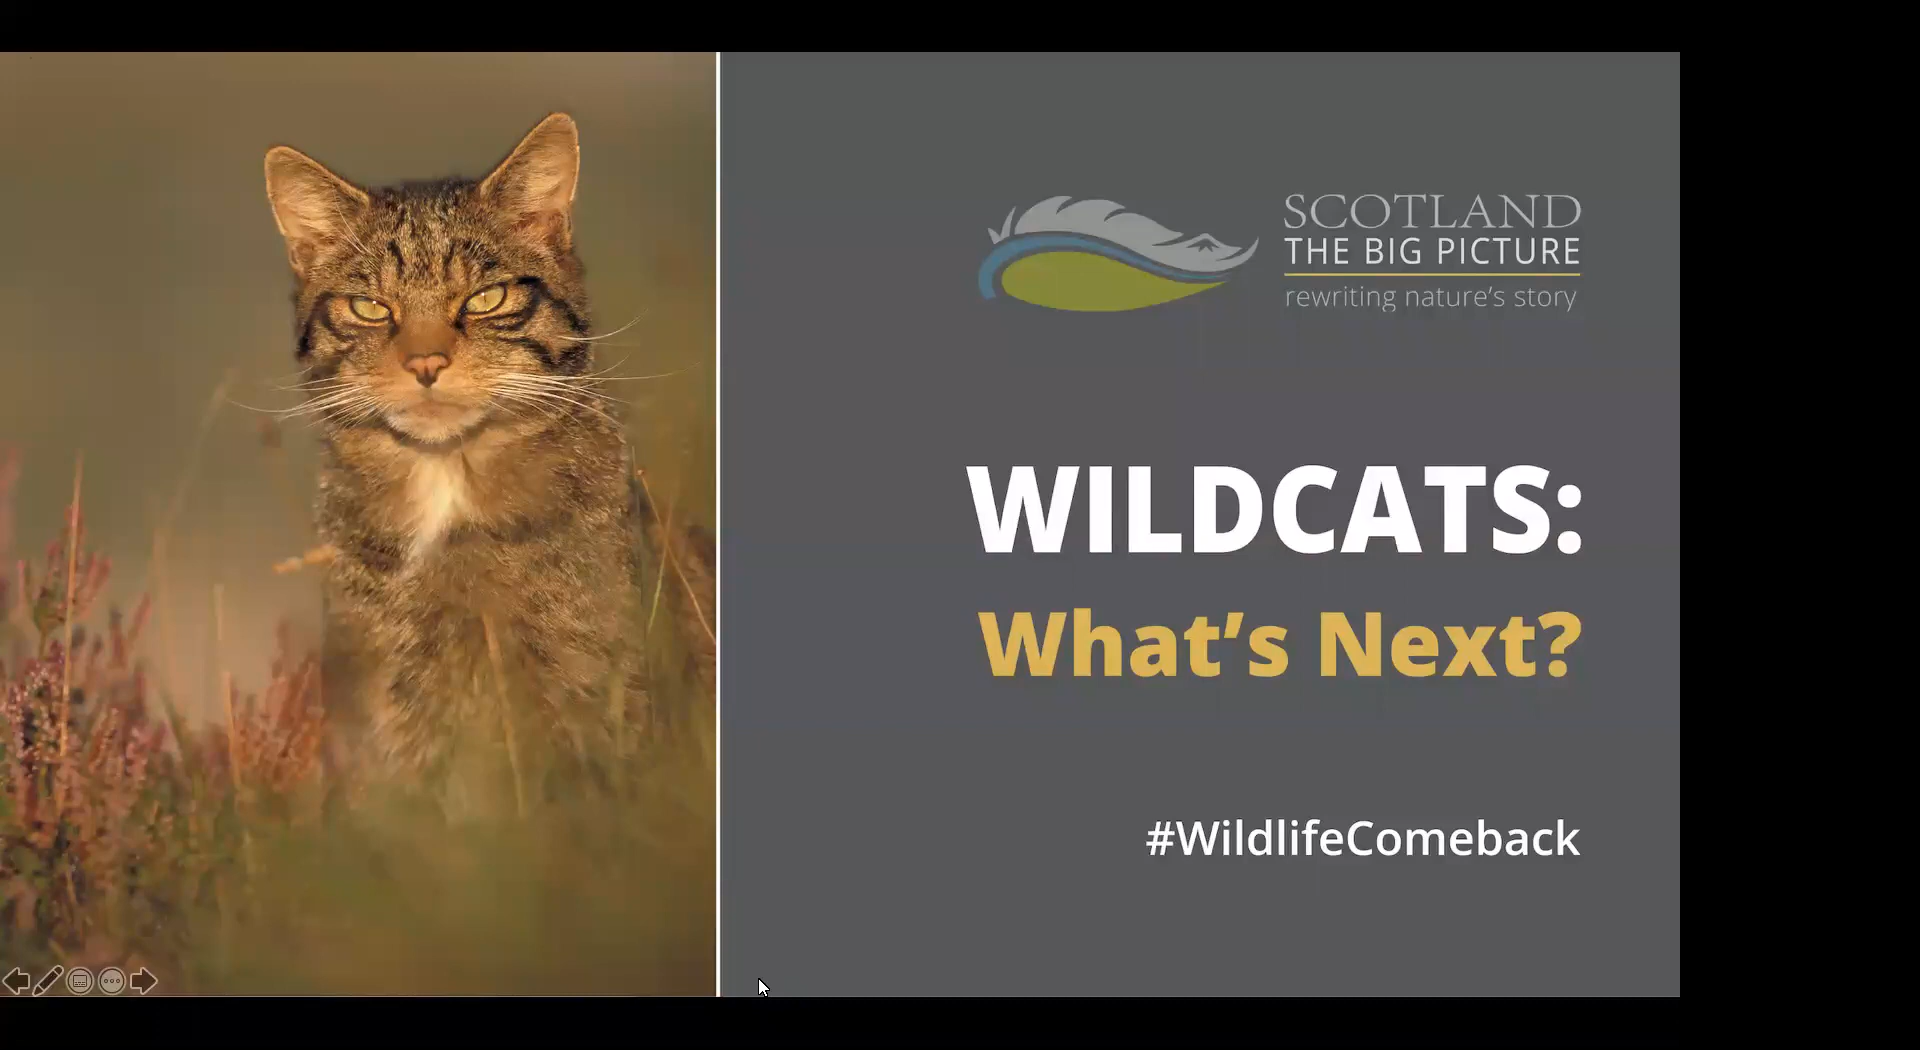 SCOTLAND
THE BIG PICTURE
rewriting nature's story
WILDCATS:
What's Next?
#WildlifeComeback